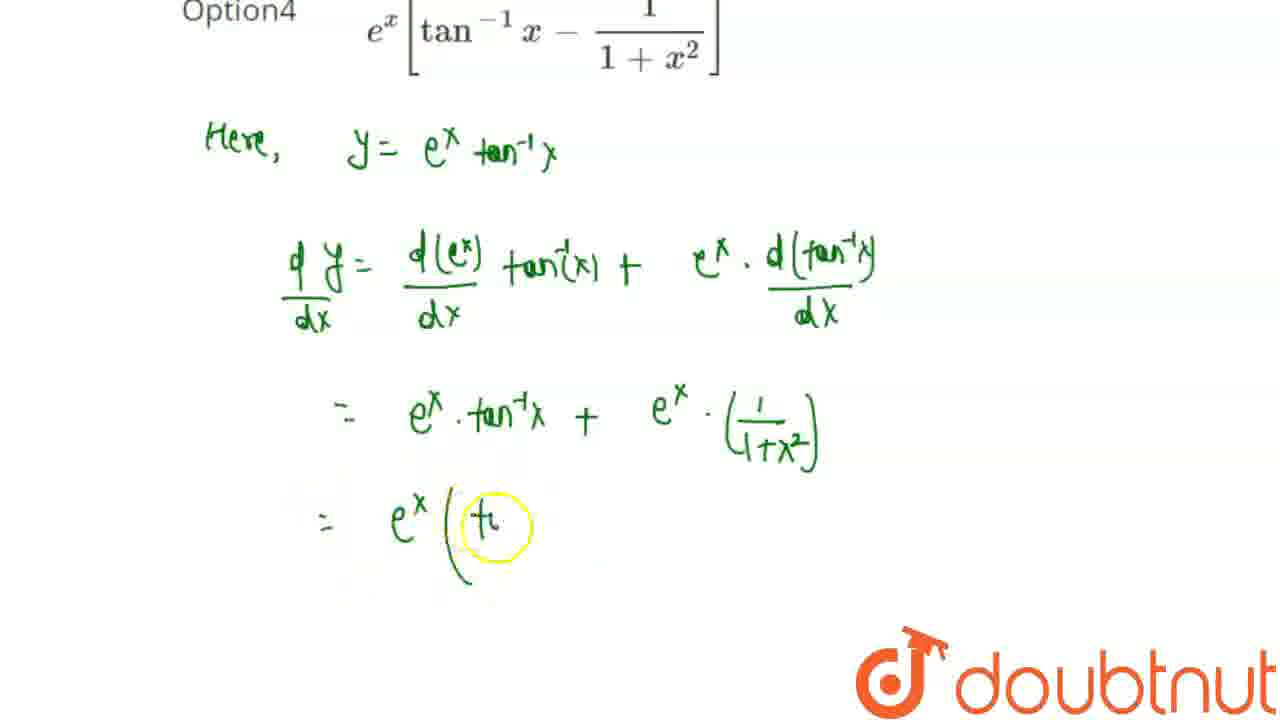 Option4 e^x [tan^-1 x − 1/(1 + x^2)]
Here, y = e^x tan^-1 x
d/dx y = d(e^x)/dx tan^-1(x) + e^x . d(tan^-1 x)/dx
= e^x . tan^-1 x + e^x . (1/(1+x^2))
= e^x (
doubtnut